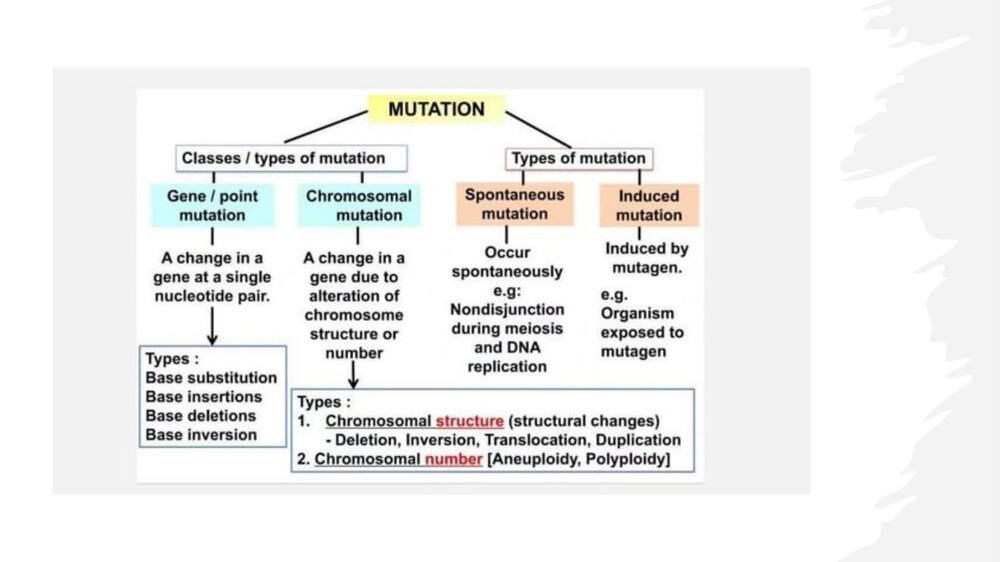 MUTATION
Classes / types of mutation
Gene / point
mutation
A change in a
gene at a single
nucleotide pair.
Types :
Base substitution
Base insertions
Base deletions
Base inversion
Chromosomal
mutation
A change in a
gene due to
alteration of
chromosome
structure or
number
Types :
1. Chromosomal structure (structural changes)
- Deletion, Inversion, Translocation, Duplication
2. Chromosomal number [Aneuploidy, Polyploidy]
Types of mutation
Spontaneous
mutation
Occur
spontaneously
e.g:
Nondisjunction
during meiosis
and DNA
replication
Induced
mutation
Induced by
mutagen.
e.g.
Organism
exposed to
mutagen